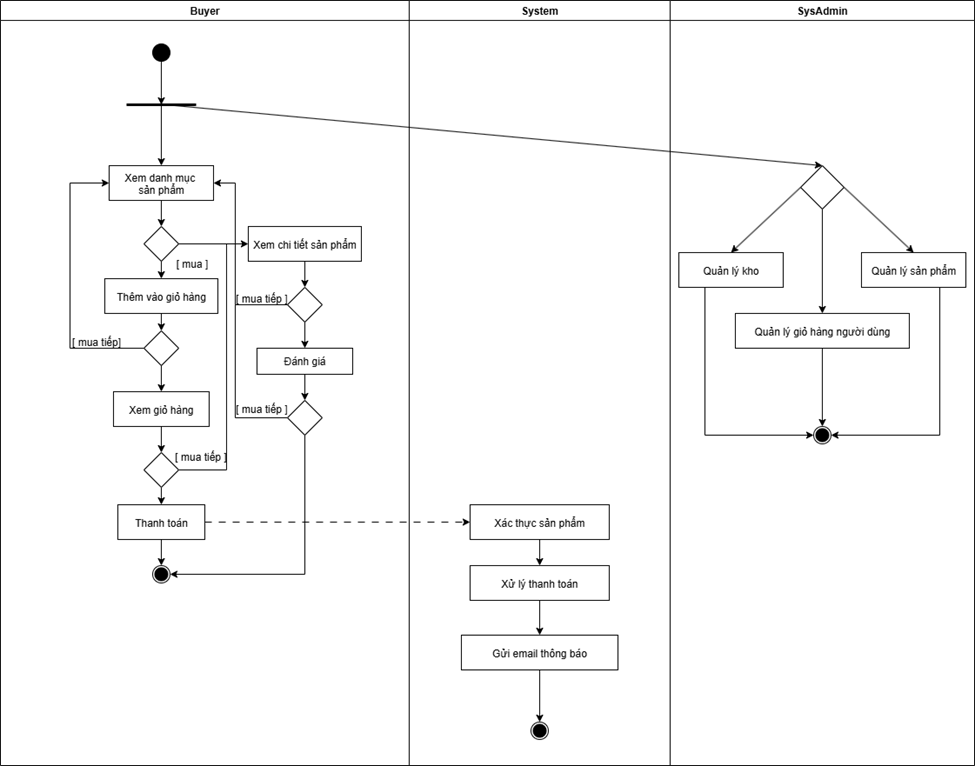 Buyer
System
SysAdmin
Xem danh mục
sản phẩm
Xem chi tiết sản phẩm
[ mua ]
Thêm vào giỏ hàng
[ mua tiếp ]
[ mua tiếp]
Đánh giá
Xem giỏ hàng
[ mua tiếp ]
[ mua tiếp ]
Thanh toán
Xác thực sản phẩm
Xử lý thanh toán
Gửi email thông báo
Quản lý kho
Quản lý sản phẩm
Quản lý giỏ hàng người dùng